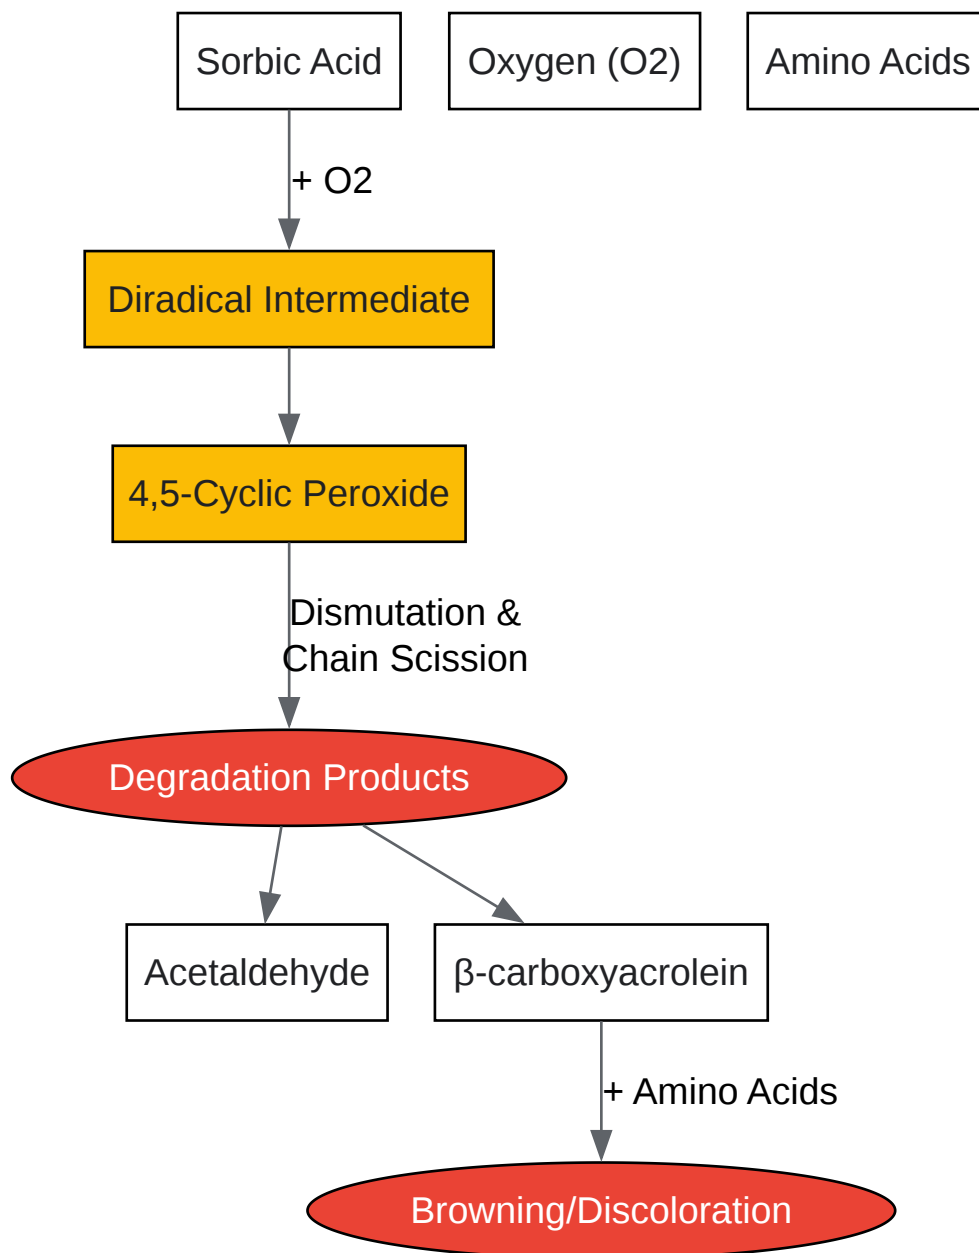 Sorbic Acid
Oxygen (O2)
Amino Acids
+ O2
Diradical Intermediate
4,5-Cyclic Peroxide
Dismutation &
Chain Scission
Degradation Products
Acetaldehyde
β-carboxyacrolein
+ Amino Acids
Browning/Discoloration